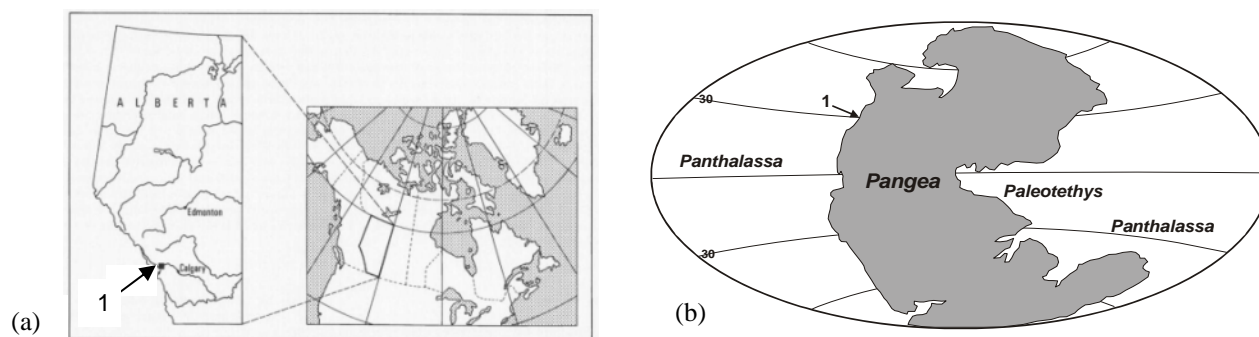 ALBERTA
Edmonton
Calgary
1
(a)
30
1
Panthalassa
Pangea
Paleotethys
Panthalassa
30
(b)